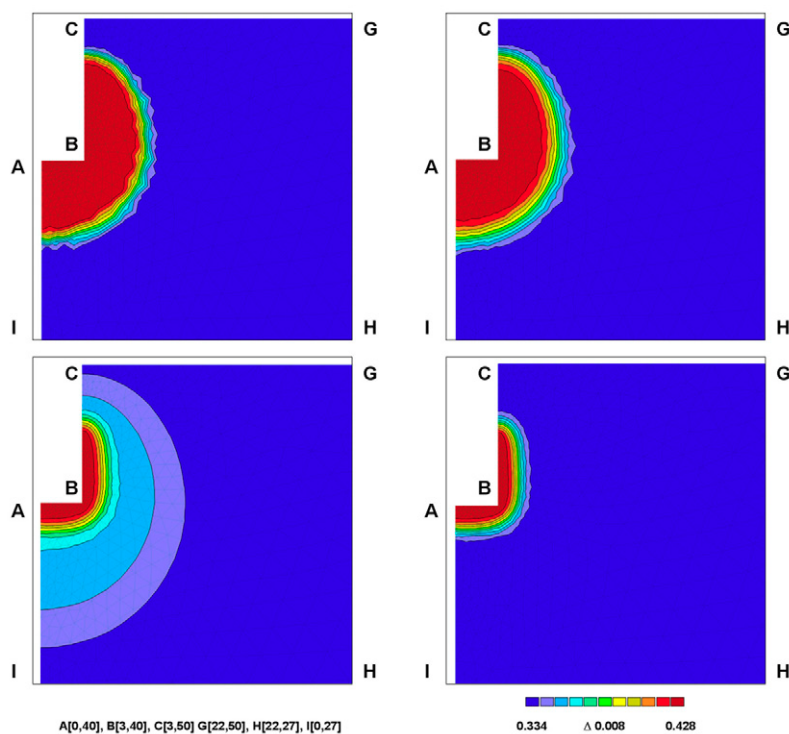 C G C G
B B
A A
I H I H
C G C G
B B
A A
I H I H
A[0,40], B[3,40], C[3,50] G[22,50], H[22,27], I[0,27]
0.334 Δ 0.008 0.428